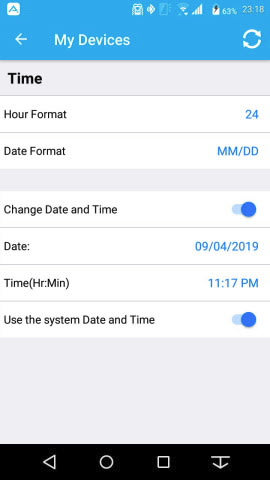 63% 23:18
My Devices
Time
Hour Format 24
Date Format MM/DD
Change Date and Time
Date: 09/04/2019
Time(Hr:Min) 11:17 PM
Use the system Date and Time